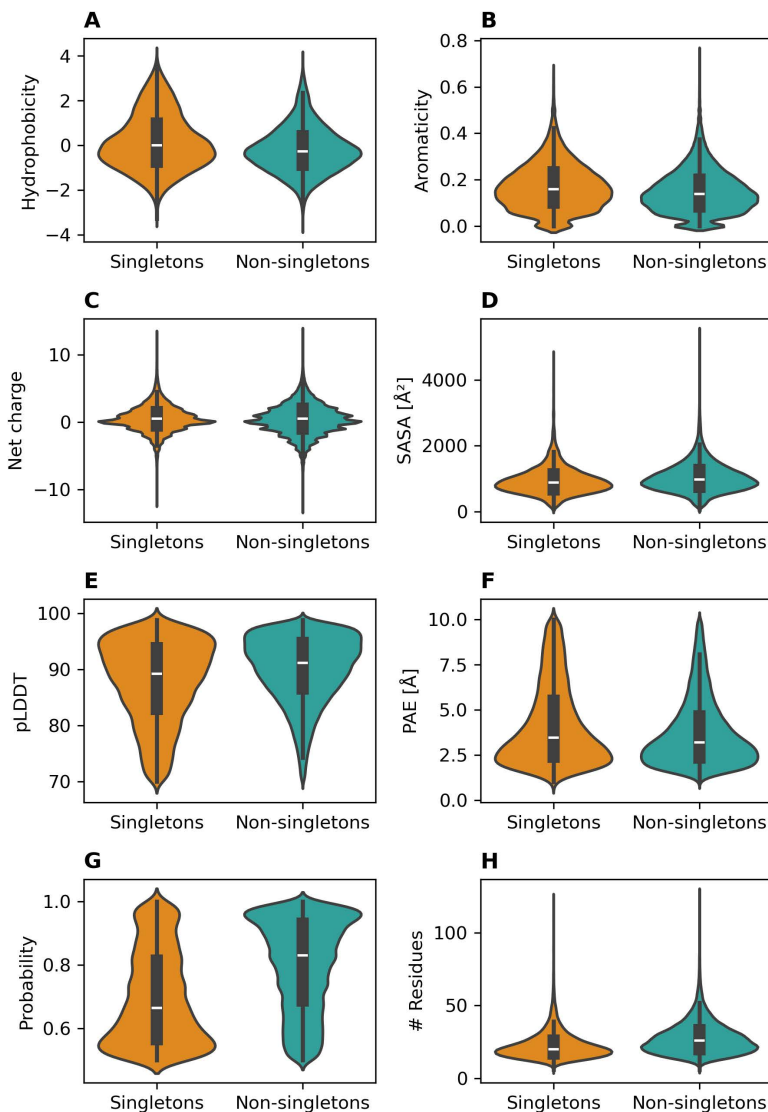 A
Hydrophobicity
4
2
0
−2
−4
Singletons Non-singletons
B
Aromaticity
0.8
0.6
0.4
0.2
0.0
Singletons Non-singletons
C
Net charge
10
0
−10
Singletons Non-singletons
D
SASA [Å²]
4000
2000
0
Singletons Non-singletons
E
pLDDT
100
90
80
70
Singletons Non-singletons
F
PAE [Å]
10.0
7.5
5.0
2.5
0.0
Singletons Non-singletons
G
Probability
1.0
0.8
0.6
Singletons Non-singletons
H
# Residues
100
50
0
Singletons Non-singletons